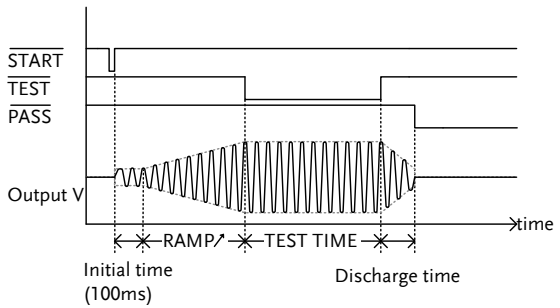 START
TEST
PASS
Output V
time
RAMP↗
TEST TIME
Initial time
(100ms)
Discharge time